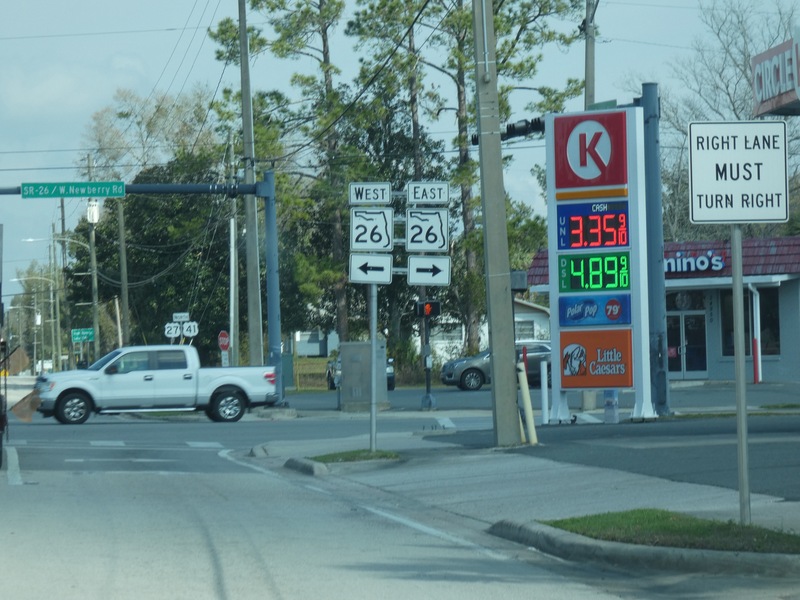 SR-26 / W. Newberry Rd
WEST
EAST
26
26
NORTH
27
41
K
CASH
UNL
3.35 9/10
DSL
4.89 9/10
Polar Pop 79¢
Little
Caesars
CIRCLE
RIGHT LANE
MUST
TURN RIGHT
mino's